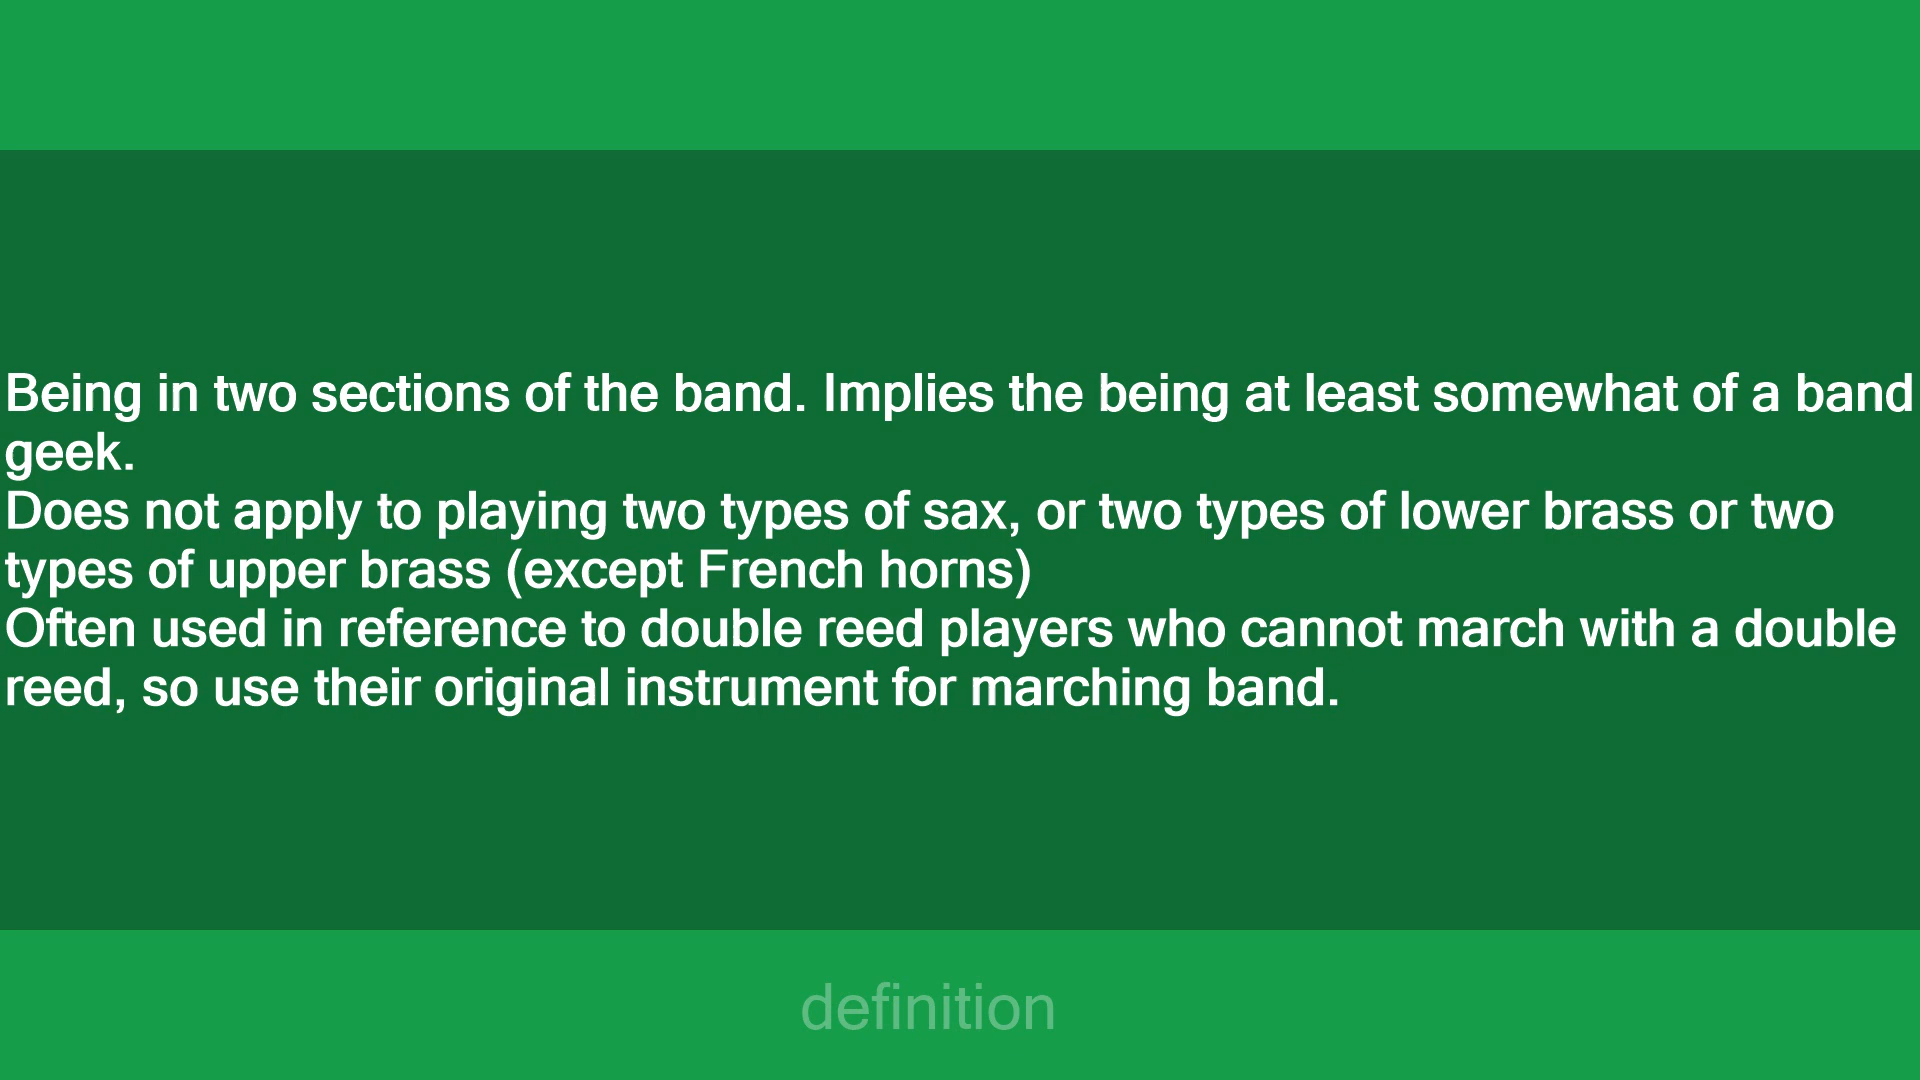 Being in two sections of the band. Implies the being at least somewhat of a band
geek.
Does not apply to playing two types of sax, or two types of lower brass or two
types of upper brass (except French horns)
Often used in reference to double reed players who cannot march with a double
reed, so use their original instrument for marching band.
definition